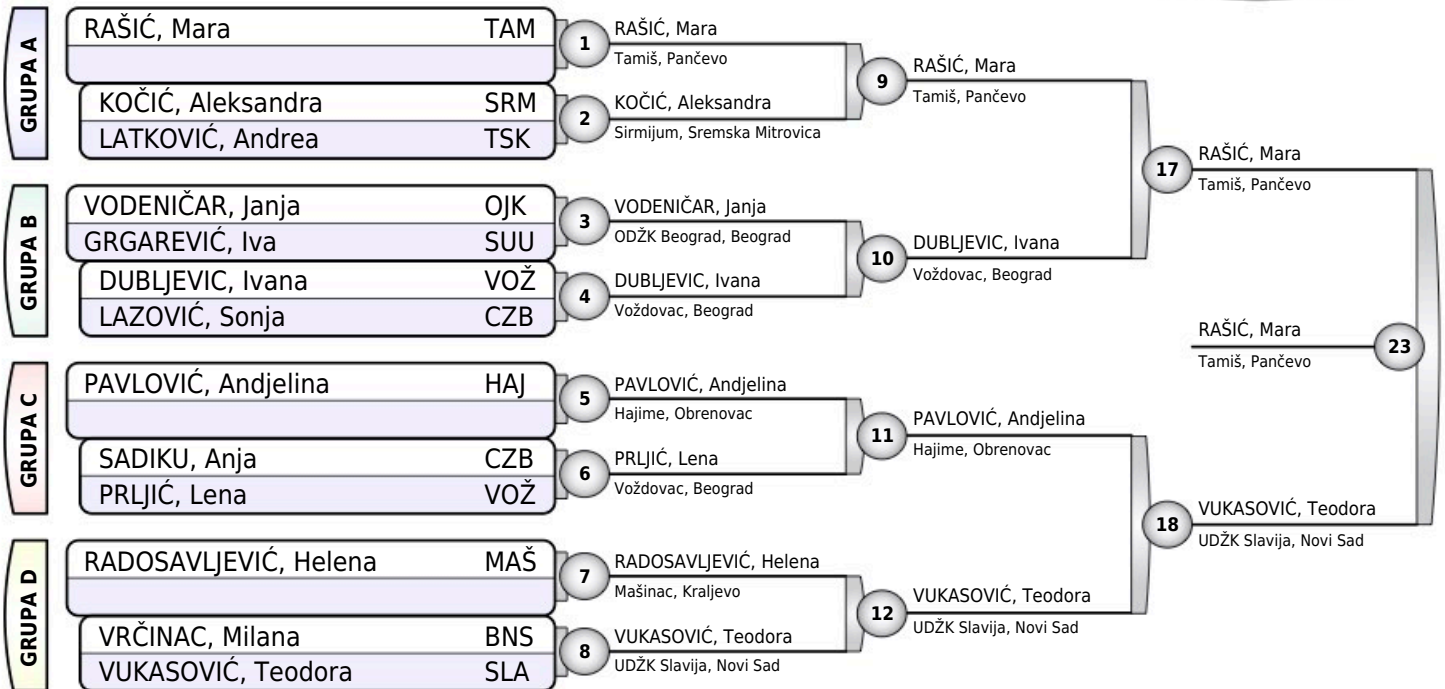 GRUPA A
RAŠIĆ, Mara TAM
KOČIĆ, Aleksandra SRM
LATKOVIĆ, Andrea TSK
GRUPA B
VODENIČAR, Janja OJK
GRGAREVIĆ, Iva SUU
DUBLJEVIC, Ivana VOŽ
LAZOVIĆ, Sonja CZB
GRUPA C
PAVLOVIĆ, Andjelina HAJ
SADIKU, Anja CZB
PRLJIĆ, Lena VOŽ
GRUPA D
RADOSAVLJEVIĆ, Helena MAŠ
VRČINAC, Milana BNS
VUKASOVIĆ, Teodora SLA
1
RAŠIĆ, Mara
Tamiš, Pančevo
2
KOČIĆ, Aleksandra
Sirmijum, Sremska Mitrovica
3
VODENIČAR, Janja
ODŽK Beograd, Beograd
4
DUBLJEVIC, Ivana
Voždovac, Beograd
5
PAVLOVIĆ, Andjelina
Hajime, Obrenovac
6
PRLJIĆ, Lena
Voždovac, Beograd
7
RADOSAVLJEVIĆ, Helena
Mašinac, Kraljevo
8
VUKASOVIĆ, Teodora
UDŽK Slavija, Novi Sad
9
RAŠIĆ, Mara
Tamiš, Pančevo
10
DUBLJEVIC, Ivana
Voždovac, Beograd
11
PAVLOVIĆ, Andjelina
Hajime, Obrenovac
12
VUKASOVIĆ, Teodora
UDŽK Slavija, Novi Sad
17
RAŠIĆ, Mara
Tamiš, Pančevo
18
VUKASOVIĆ, Teodora
UDŽK Slavija, Novi Sad
RAŠIĆ, Mara
Tamiš, Pančevo
23